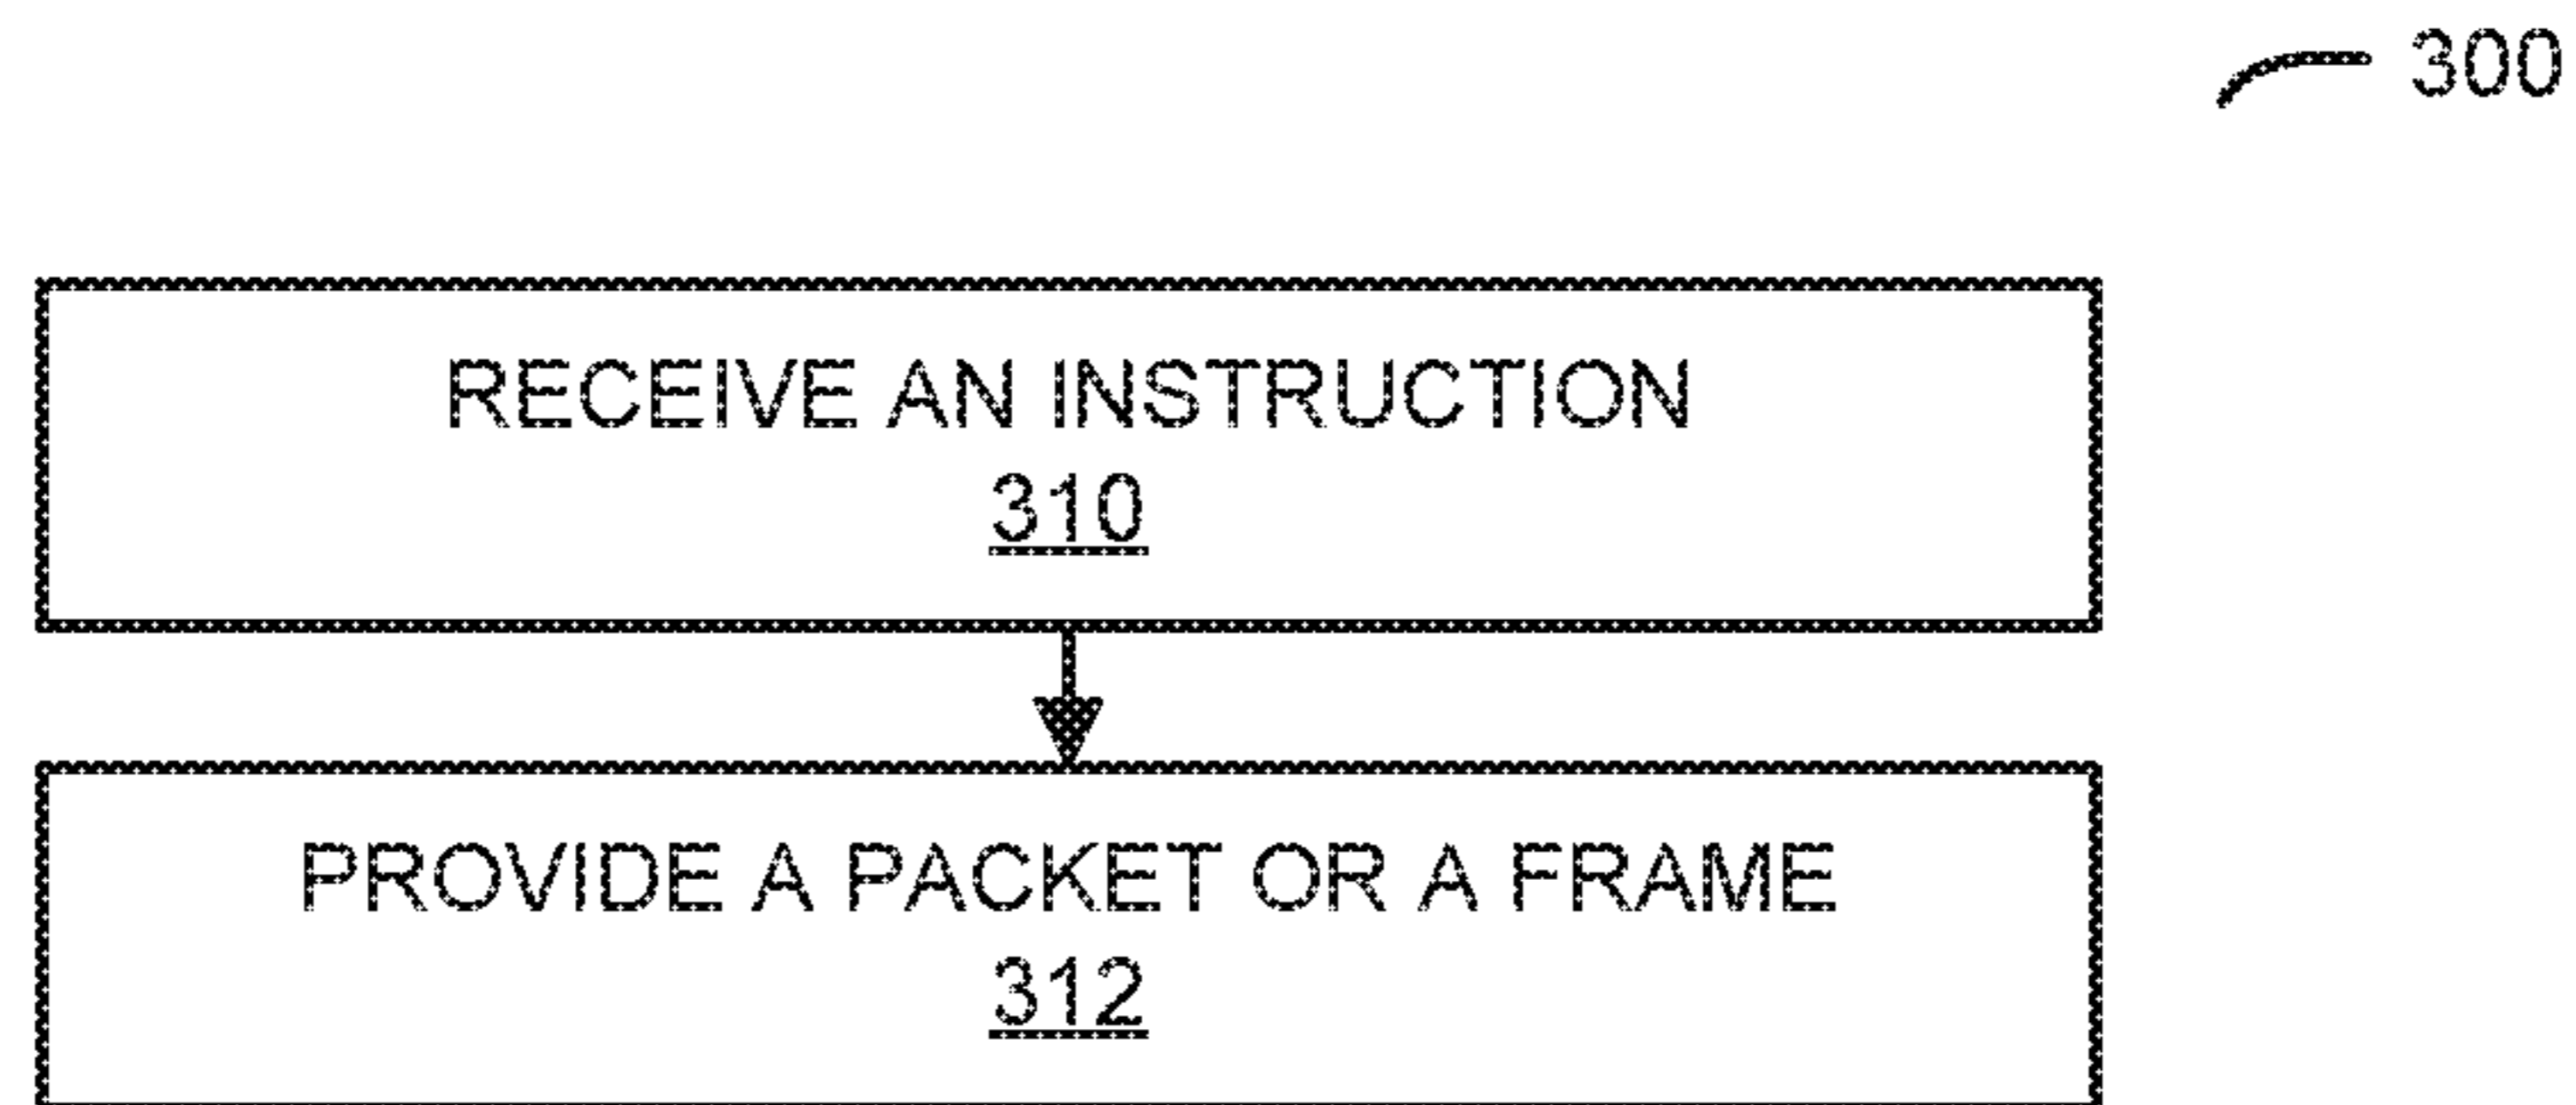 300
RECEIVE AN INSTRUCTION
310
PROVIDE A PACKET OR A FRAME
312